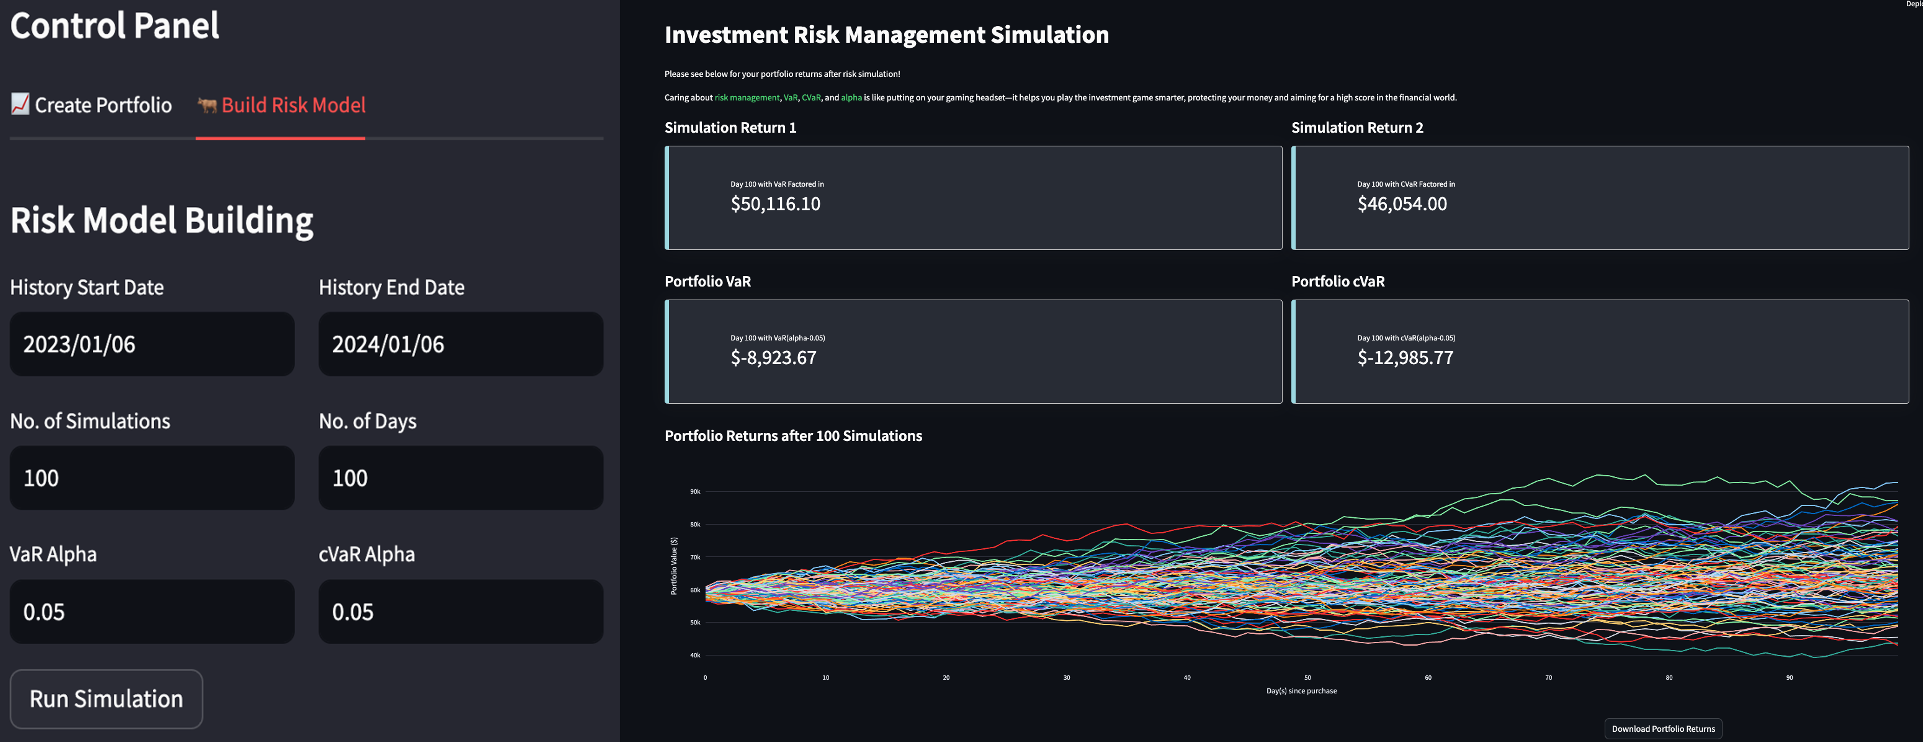 Control Panel
Create Portfolio
Build Risk Model
Risk Model Building
History Start Date
History End Date
2023/01/06
2024/01/06
No. of Simulations
No. of Days
100
100
VaR Alpha
cVaR Alpha
0.05
0.05
Run Simulation
Investment Risk Management Simulation
Please see below for your portfolio returns after risk simulation!
Caring about risk management, VaR, CVaR, and alpha is like putting on your gaming headset—it helps you play the investment game smarter, protecting your money and aiming for a high score in the financial world.
Simulation Return 1
Simulation Return 2
Day 100 with VaR Factored in
$50,116.10
Day 100 with CVaR Factored in
$46,054.00
Portfolio VaR
Portfolio cVaR
Day 100 with VaR(alpha-0.05)
$-8,923.67
Day 100 with cVaR(alpha-0.05)
$-12,985.77
Portfolio Returns after 100 Simulations
Portfolio Value ($)
90k
80k
70k
60k
50k
40k
0 10 20 30 40 50 60 70 80 90
Day(s) since purchase
Download Portfolio Returns